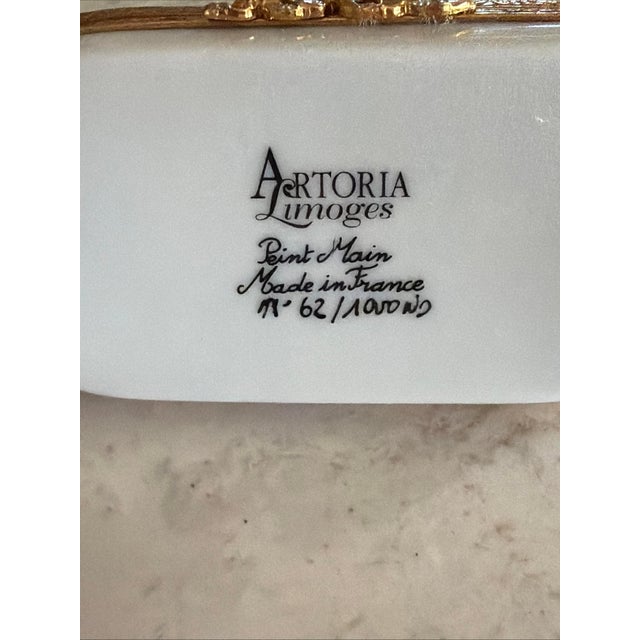 ARTORIA
Limoges
Peint Main
Made in France
N° 62/1000